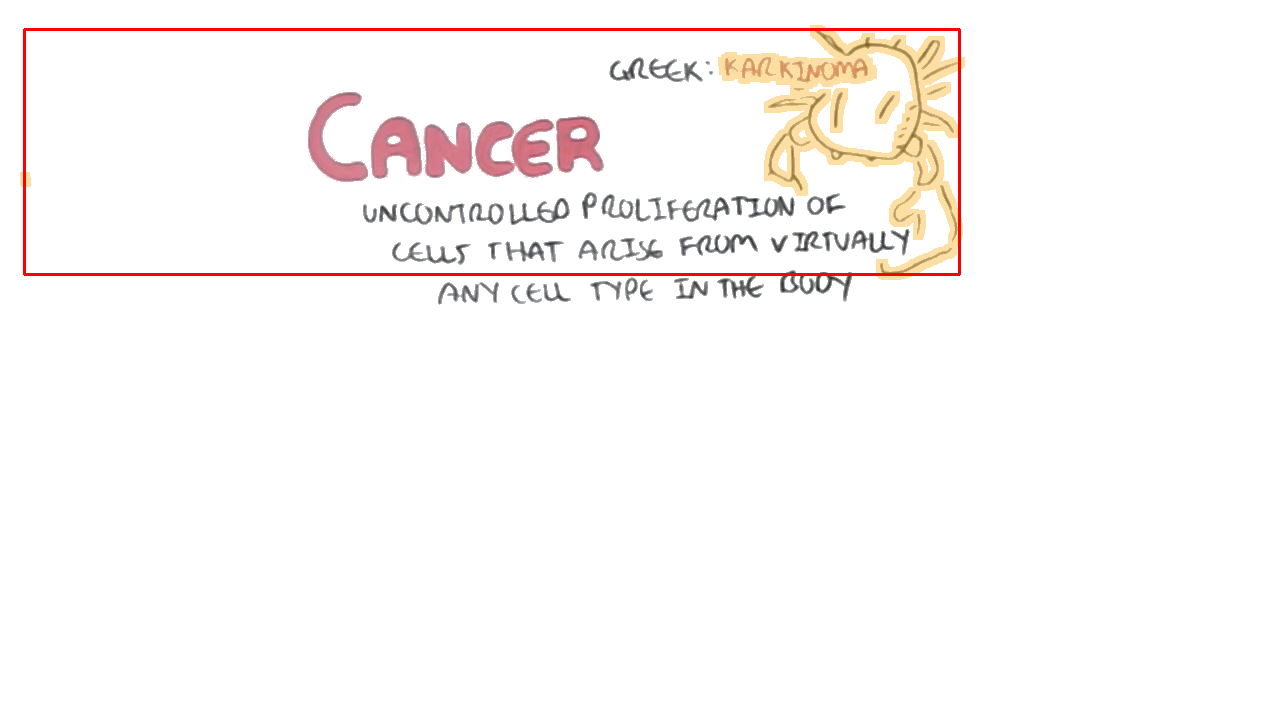 GREEK: KARKINOMA
CANCER
UNCONTROLLED PROLIFERATION OF
CELLS THAT ARISE FROM VIRTUALLY
ANY CELL TYPE IN THE BODY